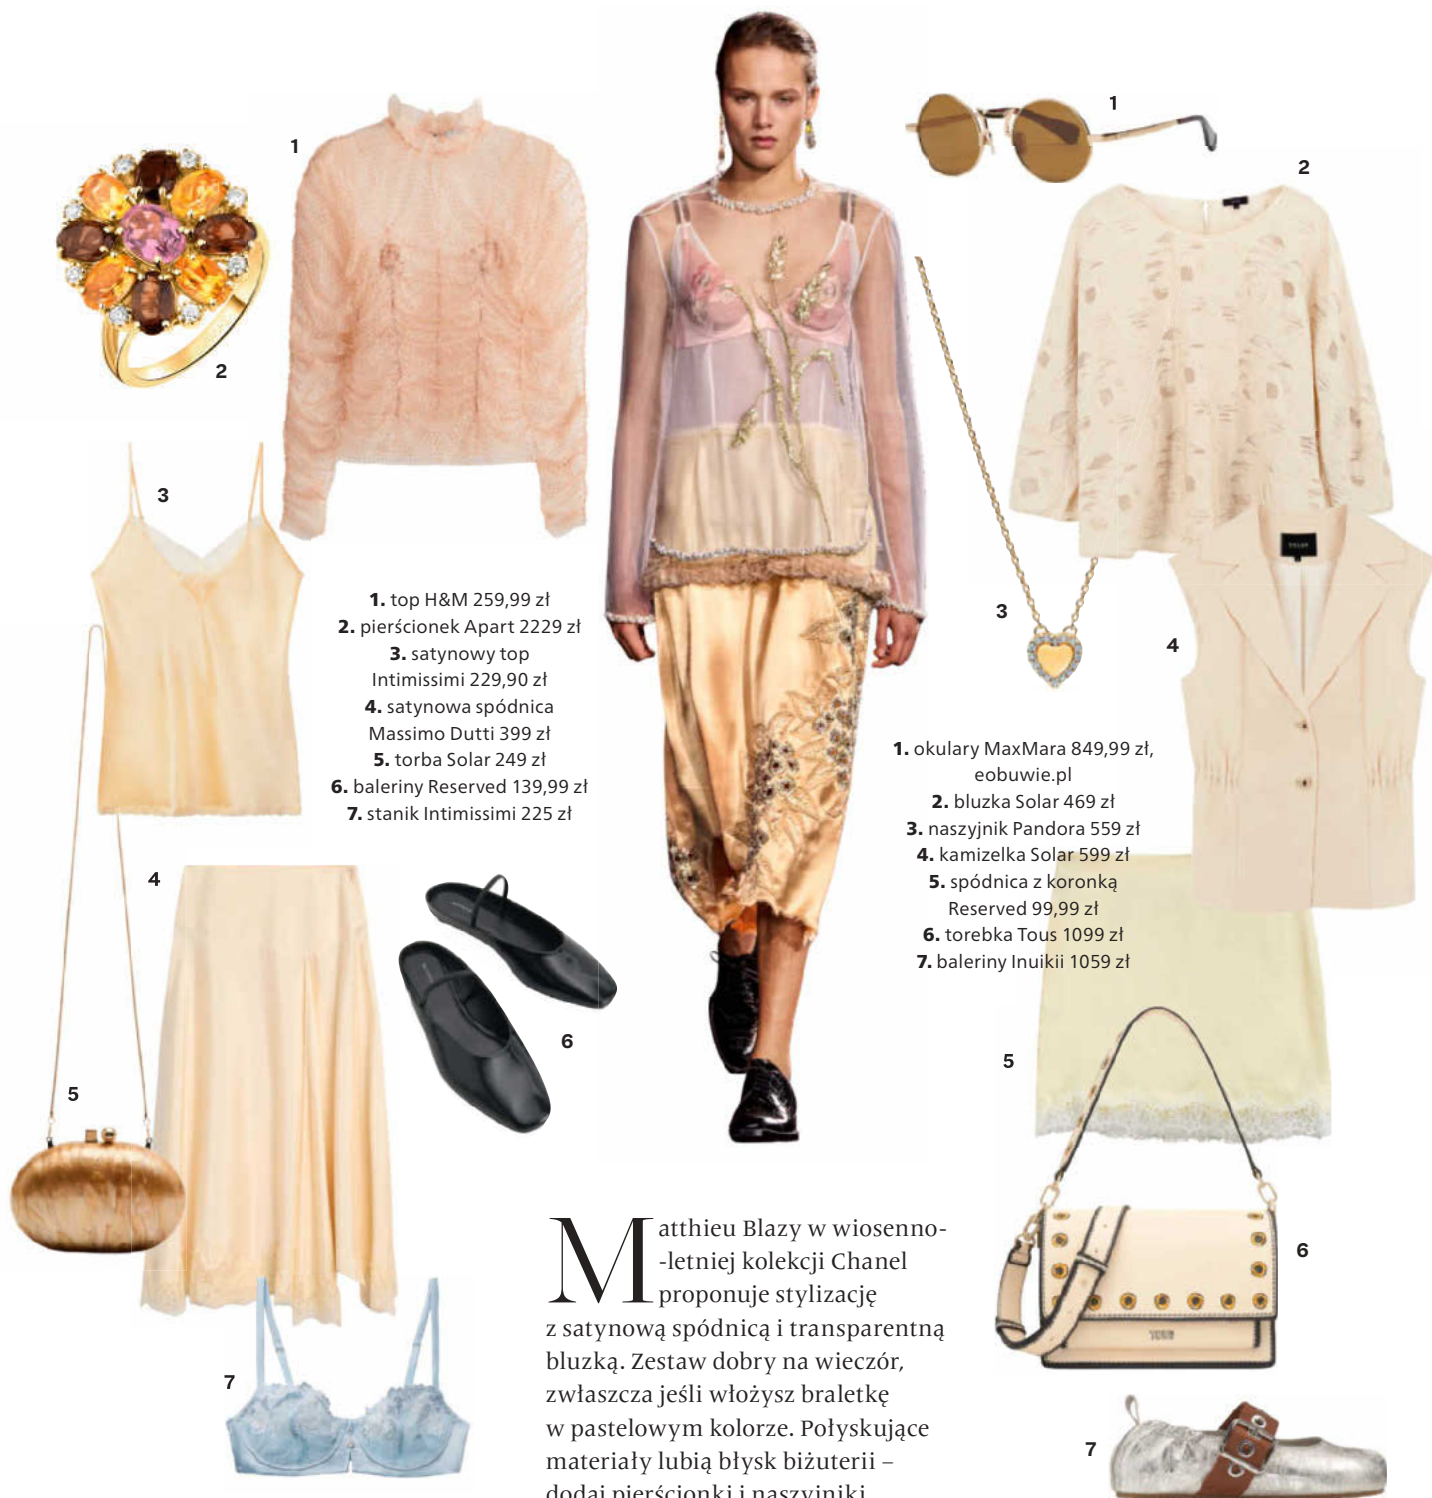 1
2
3
1. top H&M 259,99 zł
2. pierścionek Apart 2229 zł
3. satynowy top
Intimissimi 229,90 zł
4. satynowa spódnica
Massimo Dutti 399 zł
5. torba Solar 249 zł
6. baleriny Reserved 139,99 zł
7. stanik Intimissimi 225 zł
4
5
6
7
1
2
3
4
1. okulary MaxMara 849,99 zł,
eobuwie.pl
2. bluzka Solar 469 zł
3. naszyjnik Pandora 559 zł
4. kamizelka Solar 599 zł
5. spódnica z koronką
Reserved 99,99 zł
6. torebka Tous 1099 zł
7. baleriny Inuikii 1059 zł
5
6
TOUS
7
Matthieu Blazy w wiosenno-
-letniej kolekcji Chanel
proponuje stylizację
z satynową spódnicą i transparentną
bluzką. Zestaw dobry na wieczór,
zwłaszcza jeśli włożysz braletkę
w pastelowym kolorze. Połyskujące
materiały lubią błysk biżuterii –
dodaj pierścionki i naszyjniki